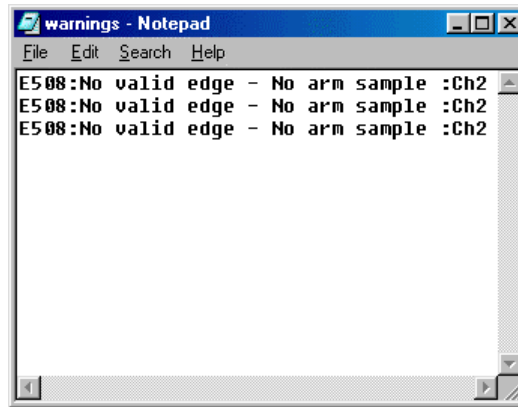 warnings - Notepad
File Edit Search Help
E508:No valid edge - No arm sample :Ch2
E508:No valid edge - No arm sample :Ch2
E508:No valid edge - No arm sample :Ch2